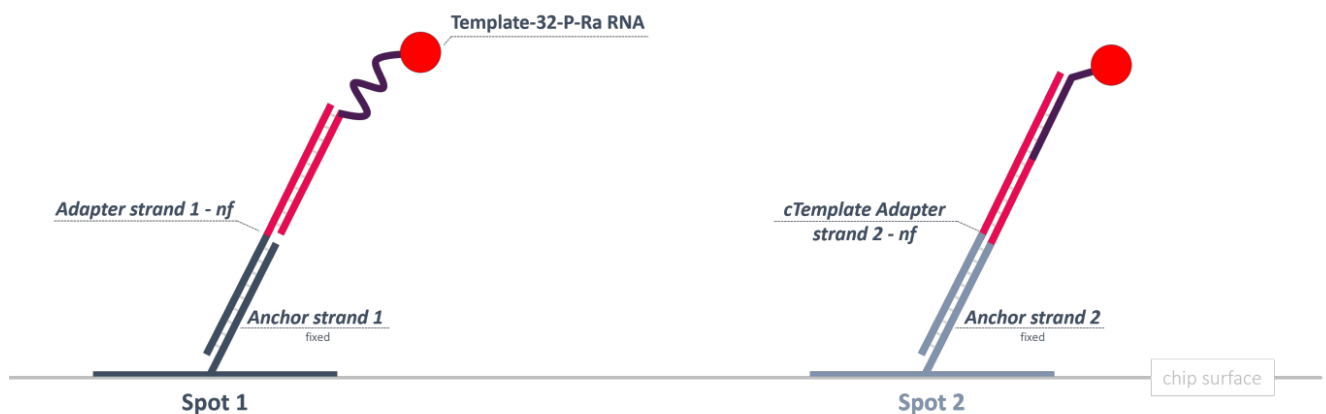 Template-32-P-Ra RNA
Adapter strand 1 - nf
cTemplate Adapter
strand 2 - nf
Anchor strand 1
fixed
Anchor strand 2
fixed
chip surface
Spot 1
Spot 2